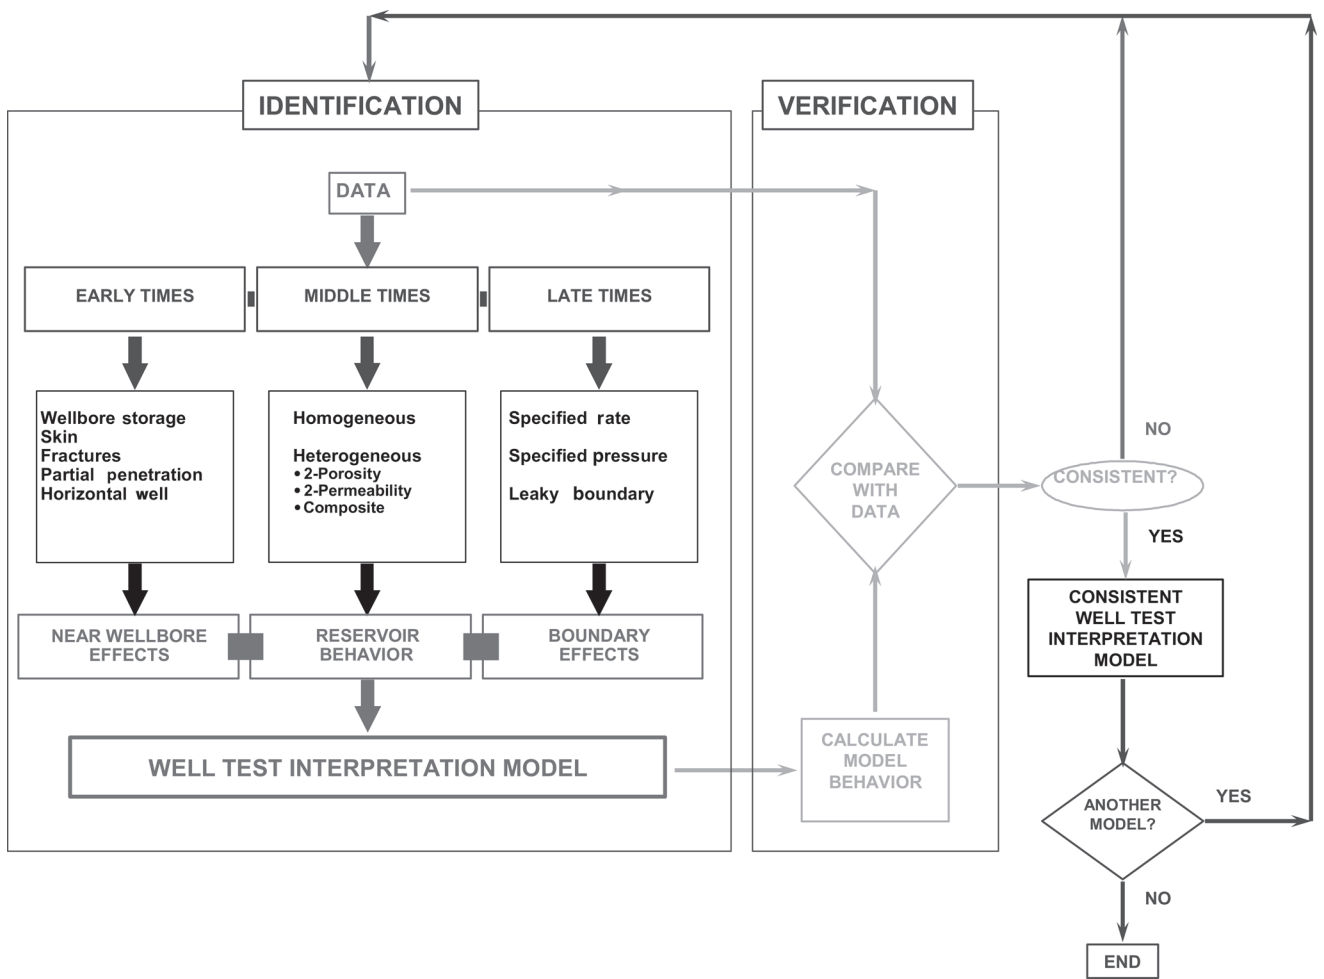 IDENTIFICATION
VERIFICATION
DATA
EARLY TIMES
MIDDLE TIMES
LATE TIMES
Wellbore storage
Skin
Fractures
Partial penetration
Horizontal well
Homogeneous
Heterogeneous
• 2-Porosity
• 2-Permeability
• Composite
Specified rate
Specified pressure
Leaky boundary
NEAR WELLBORE
EFFECTS
RESERVOIR
BEHAVIOR
BOUNDARY
EFFECTS
WELL TEST INTERPRETATION MODEL
COMPARE
WITH
DATA
CALCULATE
MODEL
BEHAVIOR
NO
CONSISTENT?
YES
CONSISTENT
WELL TEST
INTERPRETATION
MODEL
ANOTHER
MODEL?
YES
NO
END